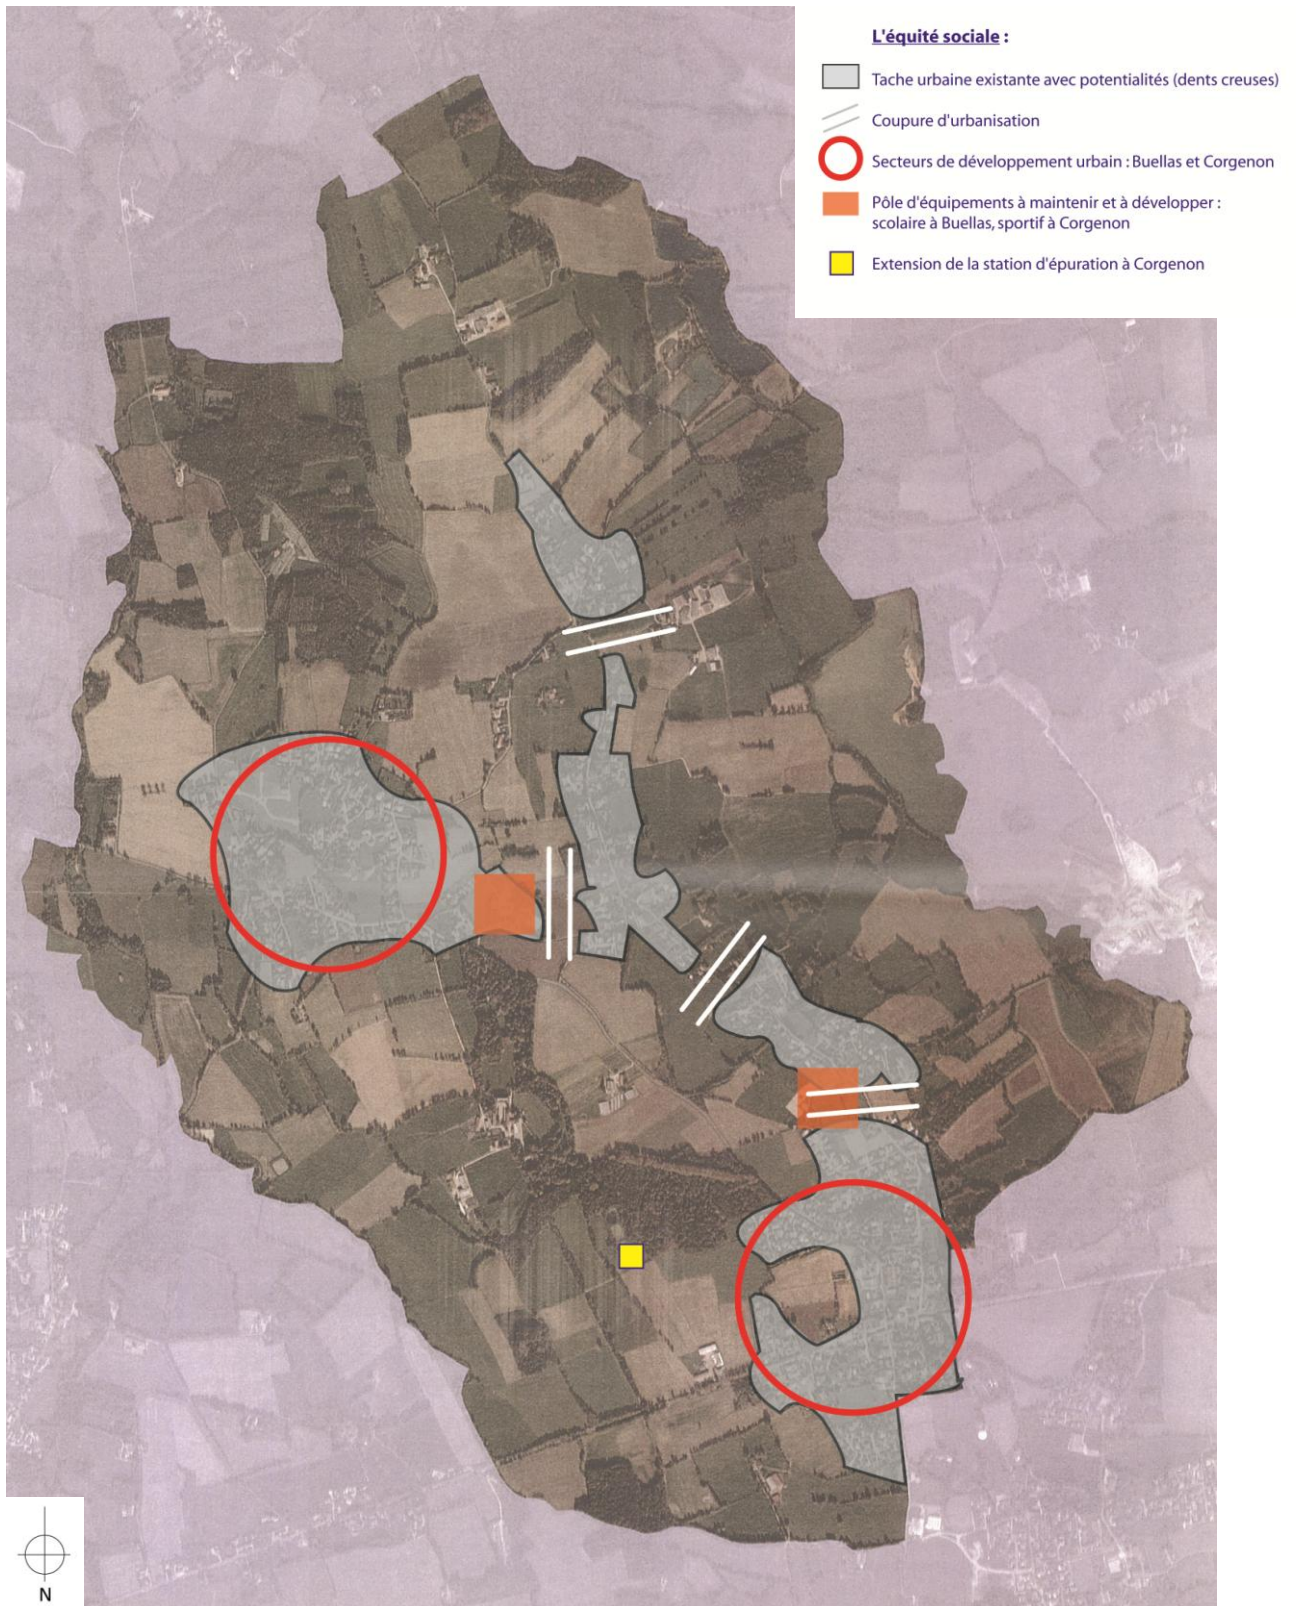 L'équité sociale :
Tache urbaine existante avec potentialités (dents creuses)
Coupure d'urbanisation
Secteurs de développement urbain : Buellas et Corgenon
Pôle d'équipements à maintenir et à développer :
scolaire à Buellas, sportif à Corgenon
Extension de la station d'épuration à Corgenon
N